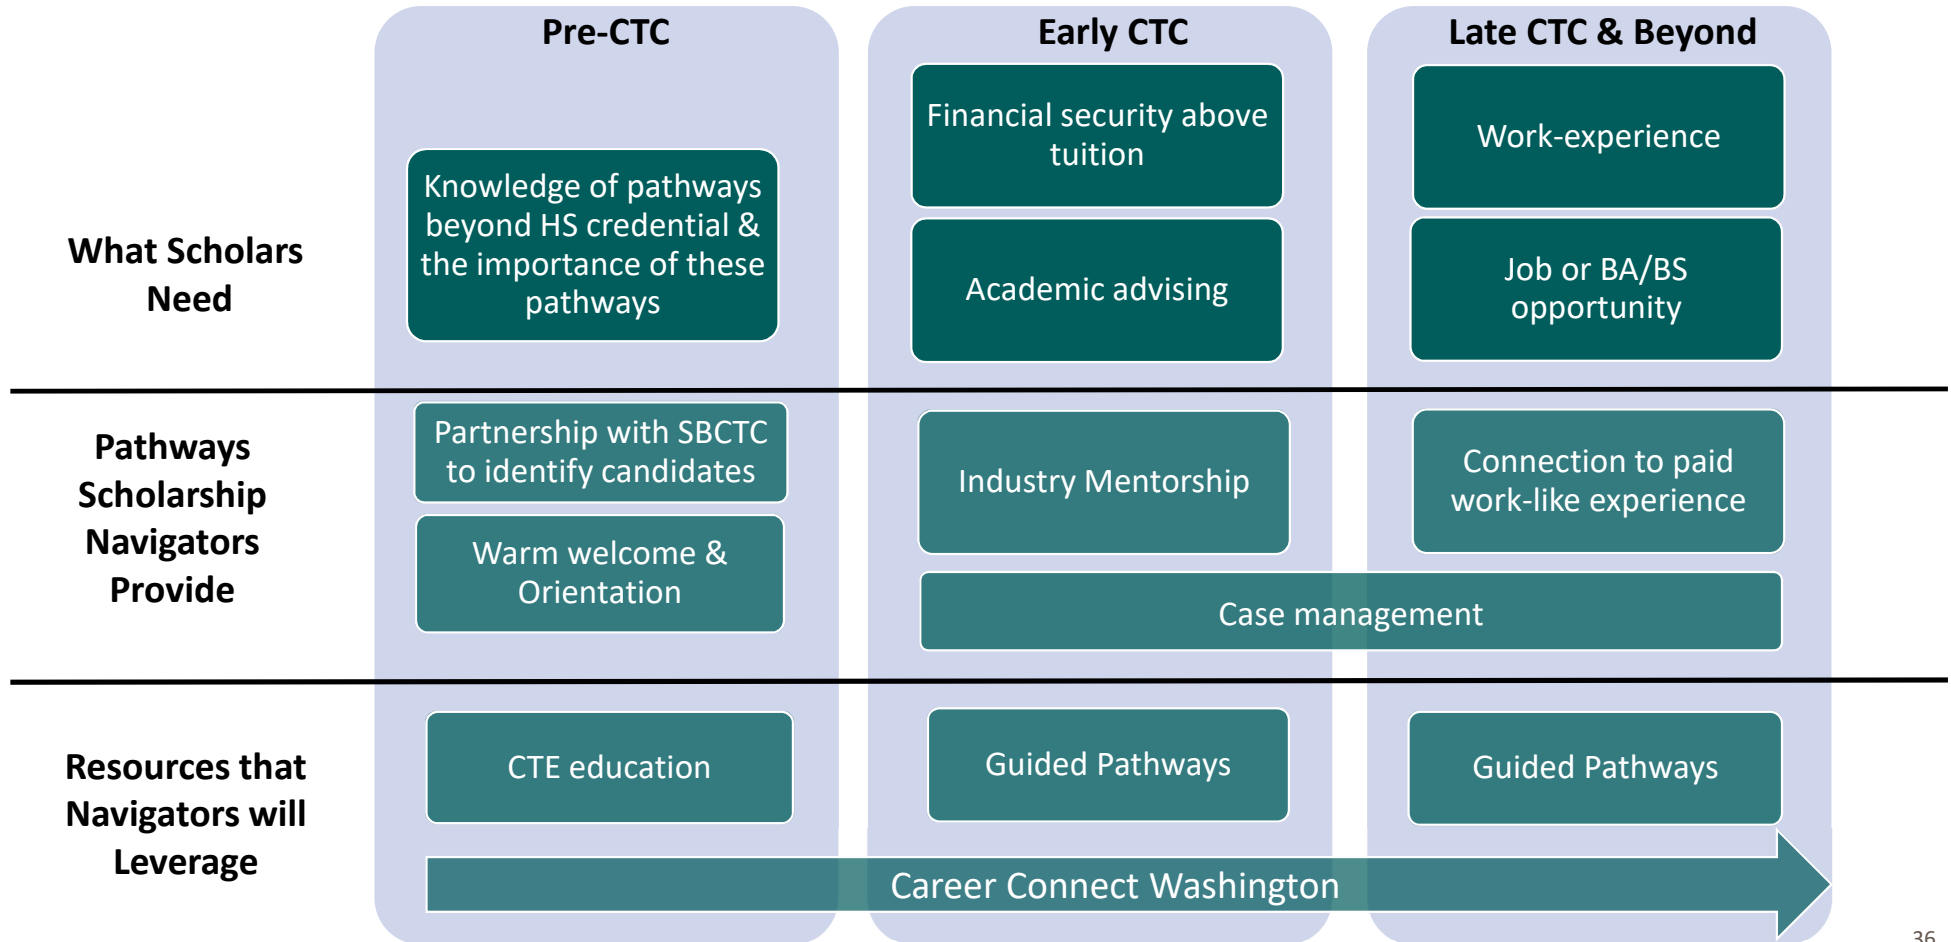 Pre-CTC
Early CTC
Late CTC & Beyond
What Scholars
Need
Knowledge of pathways
beyond HS credential &
the importance of these
pathways
Financial security above
tuition
Academic advising
Work-experience
Job or BA/BS
opportunity
Pathways
Scholarship
Navigators
Provide
Partnership with SBCTC
to identify candidates
Warm welcome &
Orientation
Industry Mentorship
Connection to paid
work-like experience
Case management
Resources that
Navigators will
Leverage
CTE education
Guided Pathways
Guided Pathways
Career Connect Washington
36